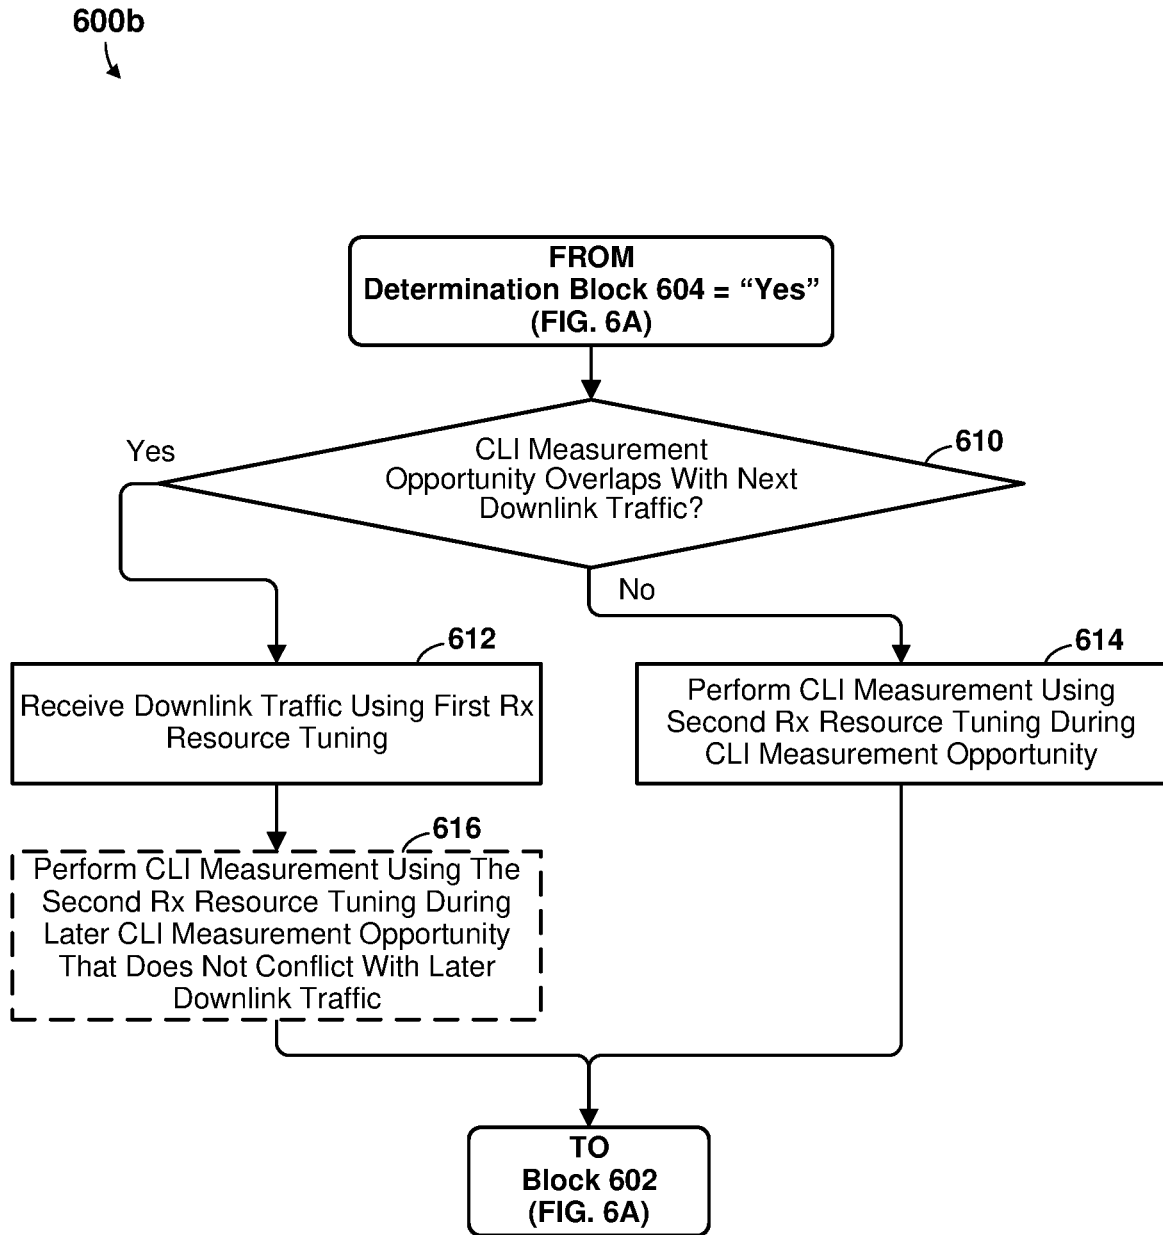 600b
FROM
Determination Block 604 = “Yes”
(FIG. 6A)
CLI Measurement
Opportunity Overlaps With Next
Downlink Traffic?
610
Yes
No
612
Receive Downlink Traffic Using First Rx
Resource Tuning
614
Perform CLI Measurement Using
Second Rx Resource Tuning During
CLI Measurement Opportunity
616
Perform CLI Measurement Using The
Second Rx Resource Tuning During
Later CLI Measurement Opportunity
That Does Not Conflict With Later
Downlink Traffic
TO
Block 602
(FIG. 6A)